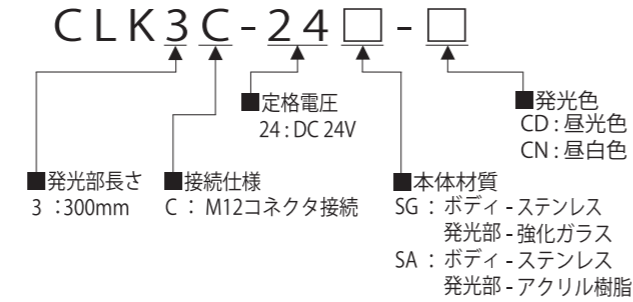 CLK3C-24□-□
■定格電圧
24 : DC 24V
■発光色
CD : 昼光色
CN : 昼白色
■発光部長さ
3 : 300mm
■接続仕様
C : M12コネクタ接続
■本体材質
SG : ボディ - ステンレス
発光部 - 強化ガラス
SA : ボディ - ステンレス
発光部 - アクリル樹脂